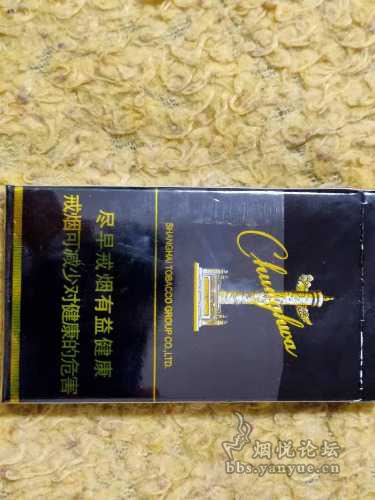 Chunghwa
SHANGHAI TOBACCO GROUP CO.,LTD.
尽早戒烟有益健康
戒烟可减少对健康的危害
烟悦论坛
bbs.yanyue.cn